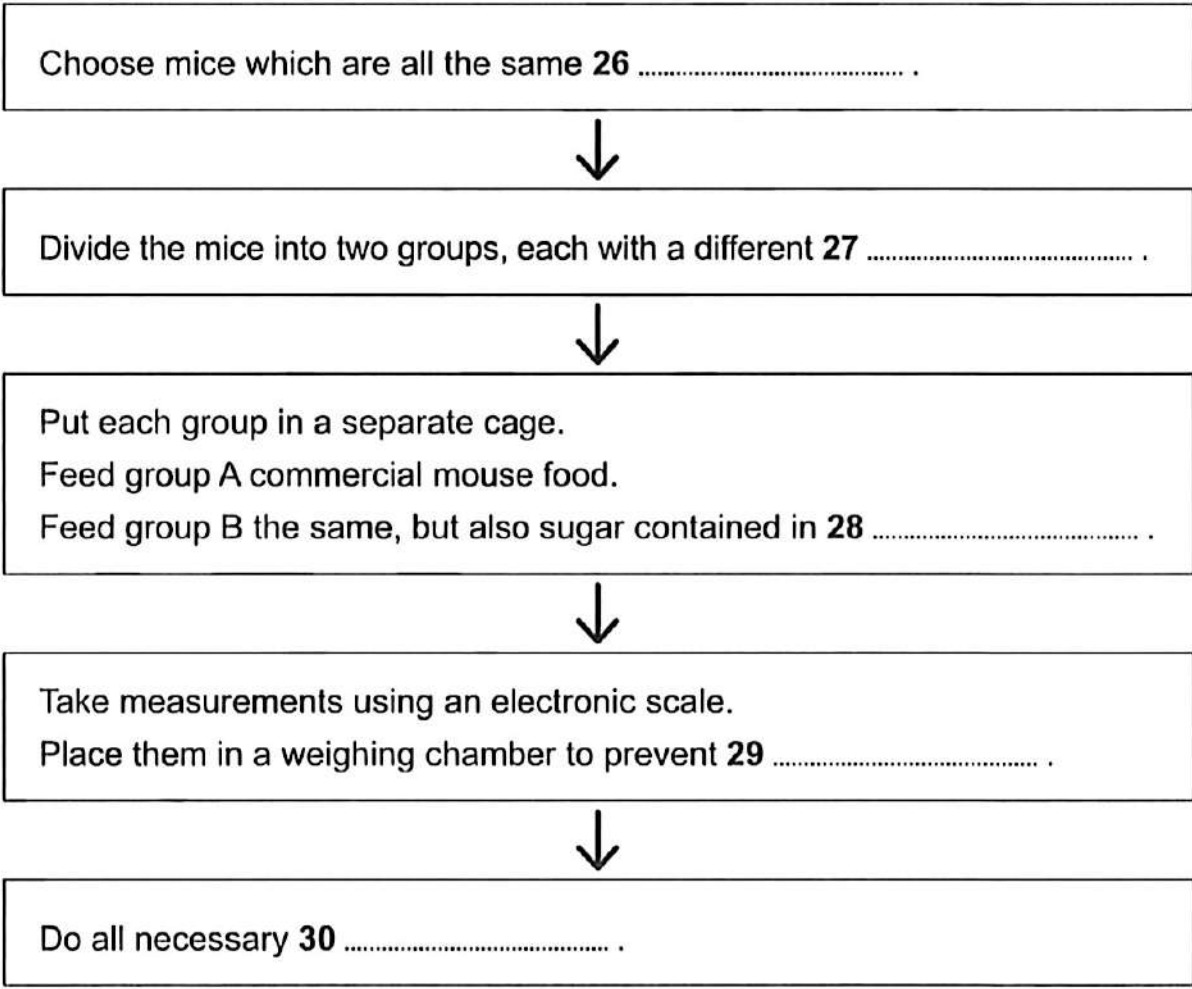 Choose mice which are all the same 26 ........................................ .
Divide the mice into two groups, each with a different 27 ........................................ .
Put each group in a separate cage.
Feed group A commercial mouse food.
Feed group B the same, but also sugar contained in 28 ........................................ .
Take measurements using an electronic scale.
Place them in a weighing chamber to prevent 29 ........................................ .
Do all necessary 30 ........................................ .